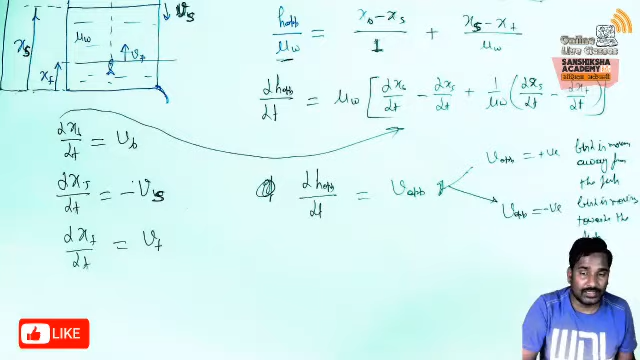 x_s
μ_w
x_f
v_f
v_s
h_app / μ_w = (x_b − x_s) / 1 + (x_s − x_f) / μ_w
dh_app / dt = μ_w [ dx_b/dt − dx_s/dt + 1/μ_w ( dx_s/dt − dx_f/dt ) ]
dx_b / dt = v_b
dx_s / dt = −v_s
dx_f / dt = v_f
dh_app / dt = v_app
v_app = +ve
bird is moving
away from
the fish
v_app = −ve
bird is moving
towards the
Online
Live Classes
SANSHIKSHA
ACADEMY
LIKE